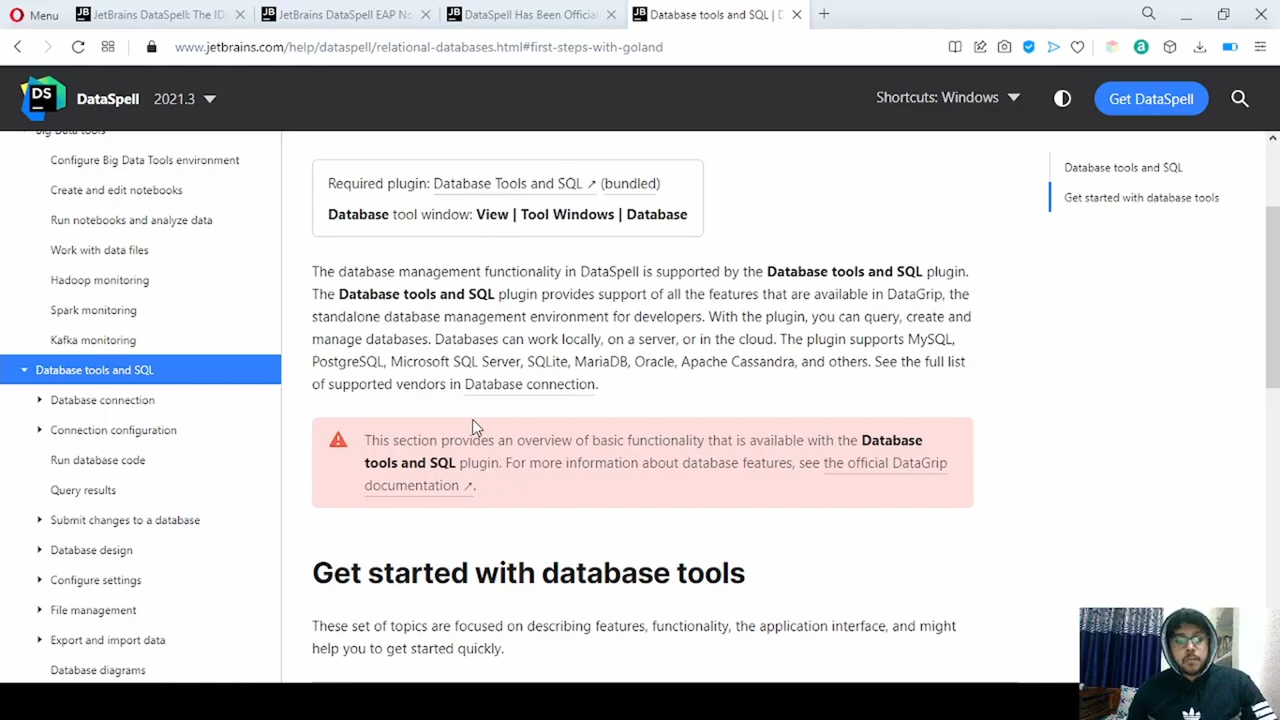 Menu
JB JetBrains DataSpell: The IDE
JB JetBrains DataSpell EAP No
JB DataSpell Has Been Official
JB Database tools and SQL | D
www.jetbrains.com/help/dataspell/relational-databases.html#first-steps-with-goland
a
DS DataSpell 2021.3
Shortcuts: Windows
Get DataSpell
Big Data tools
Configure Big Data Tools environment
Create and edit notebooks
Run notebooks and analyze data
Work with data files
Hadoop monitoring
Spark monitoring
Kafka monitoring
Database tools and SQL
Database connection
Connection configuration
Run database code
Query results
Submit changes to a database
Database design
Configure settings
File management
Export and import data
Database diagrams
Required plugin: Database Tools and SQL ↗ (bundled)
Database tool window: View | Tool Windows | Database
The database management functionality in DataSpell is supported by the Database tools and SQL plugin.
The Database tools and SQL plugin provides support of all the features that are available in DataGrip, the
standalone database management environment for developers. With the plugin, you can query, create and
manage databases. Databases can work locally, on a server, or in the cloud. The plugin supports MySQL,
PostgreSQL, Microsoft SQL Server, SQLite, MariaDB, Oracle, Apache Cassandra, and others. See the full list
of supported vendors in Database connection.
This section provides an overview of basic functionality that is available with the Database
tools and SQL plugin. For more information about database features, see the official DataGrip
documentation ↗.
Get started with database tools
These set of topics are focused on describing features, functionality, the application interface, and might
help you to get started quickly.
Database tools and SQL
Get started with database tools